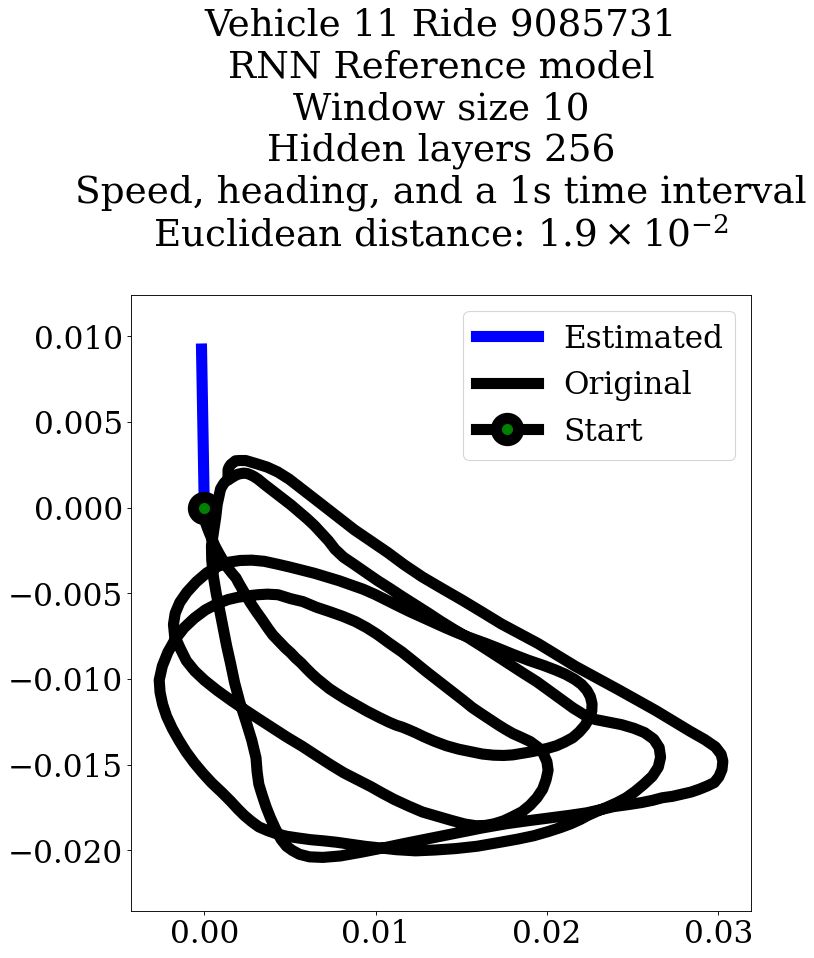 Vehicle 11 Ride 9085731
RNN Reference model
Window size 10
Hidden layers 256
Speed, heading, and a 1s time interval
Euclidean distance: 1.9 × 10⁻²
Estimated
Original
Start
0.010
0.005
0.000
−0.005
−0.010
−0.015
−0.020
0.00 0.01 0.02 0.03